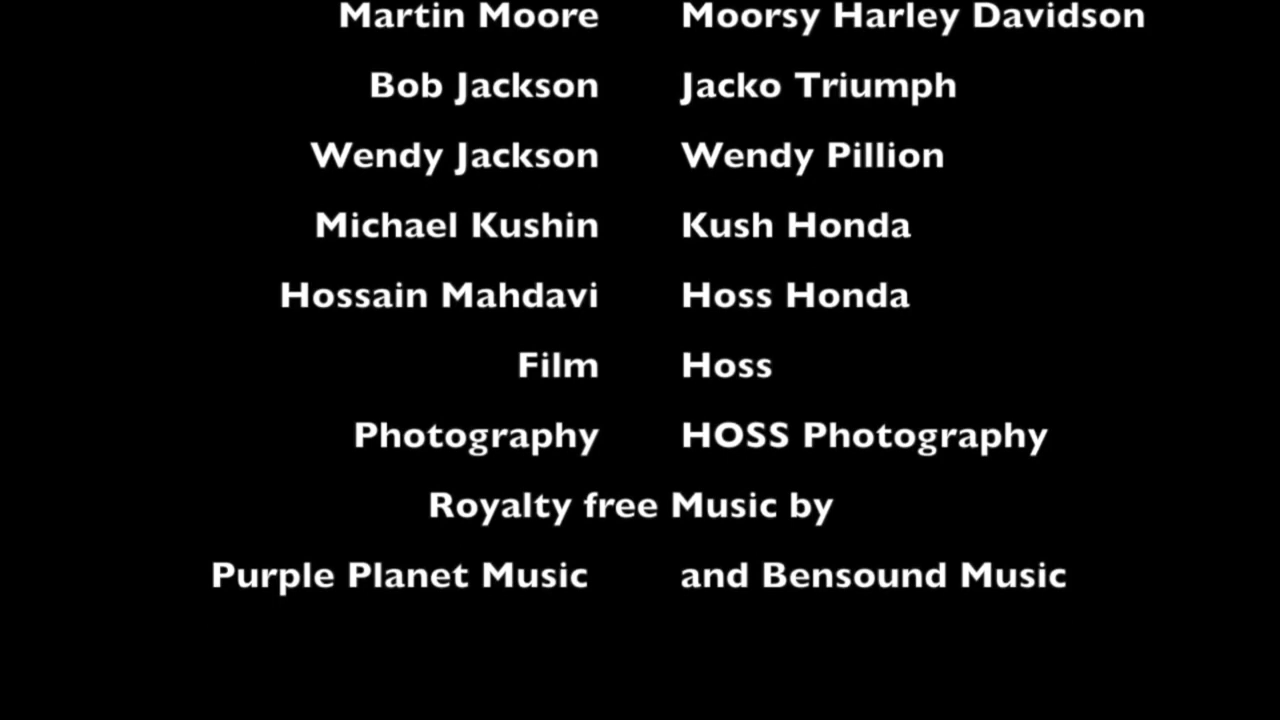 Martin Moore Moorsy Harley Davidson
Bob Jackson Jacko Triumph
Wendy Jackson Wendy Pillion
Michael Kushin Kush Honda
Hossain Mahdavi Hoss Honda
Film Hoss
Photography HOSS Photography
Royalty free Music by
Purple Planet Music and Bensound Music